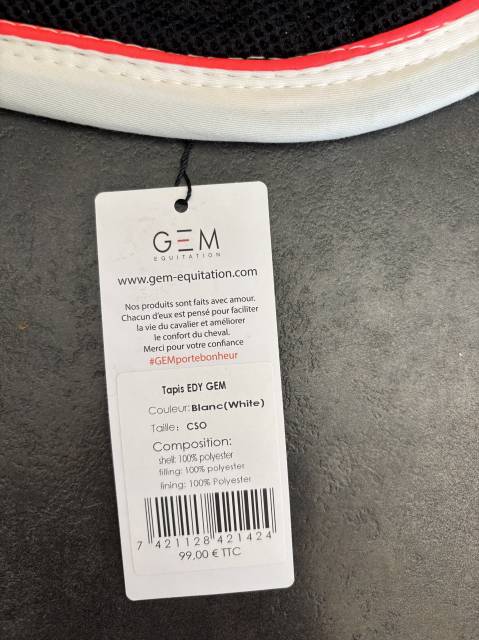 GEM
EQUITATION
www.gem-equitation.com
Nos produits sont faits avec amour.
Chacun d'eux est pensé pour faciliter
la vie du cavalier et améliorer
le confort du cheval.
Merci pour votre confiance
#GEMportebonheur
Tapis EDY GEM
Couleur: Blanc(White)
Taille: CSO
Composition:
shell: 100% polyester
filling: 100% polyester
lining: 100% Polyester
7 421128 421424
99,00 € TTC